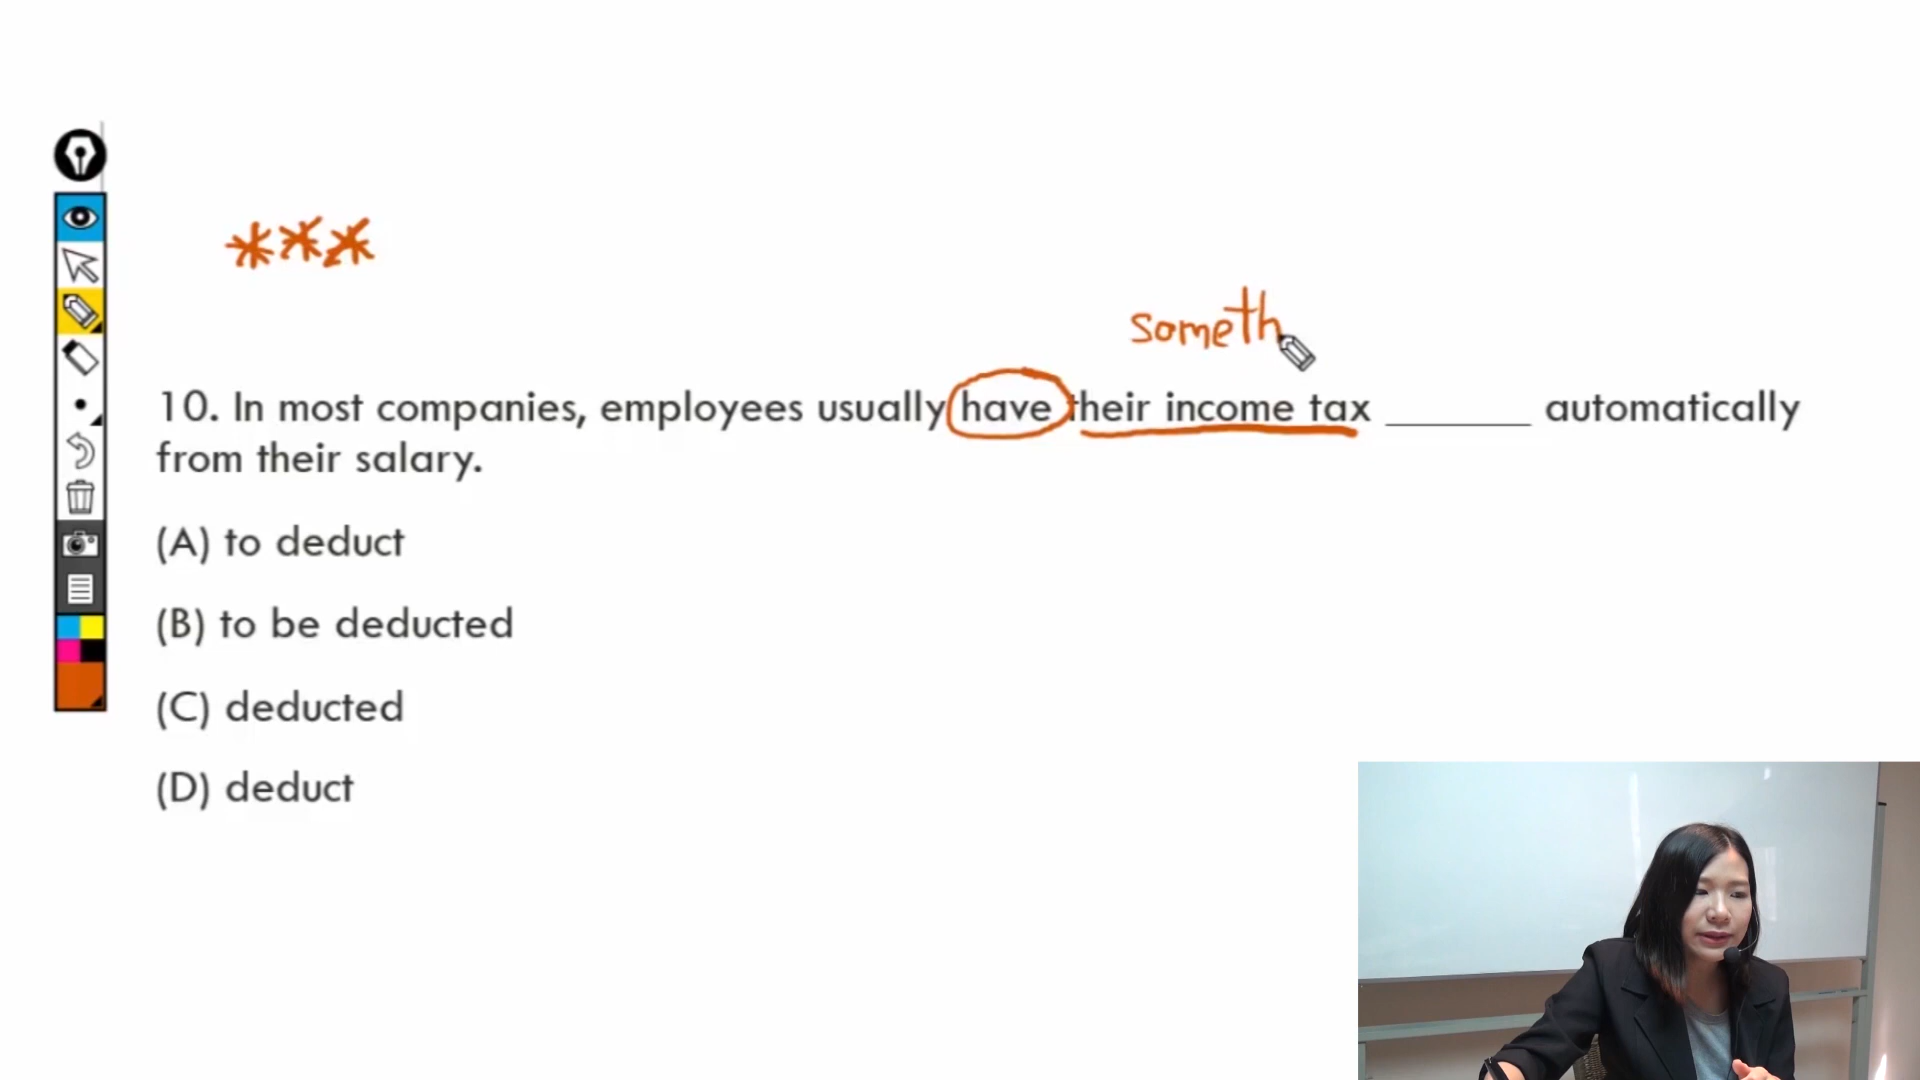 ***
someth
10. In most companies, employees usually have their income tax ______ automatically
from their salary.
(A) to deduct
(B) to be deducted
(C) deducted
(D) deduct